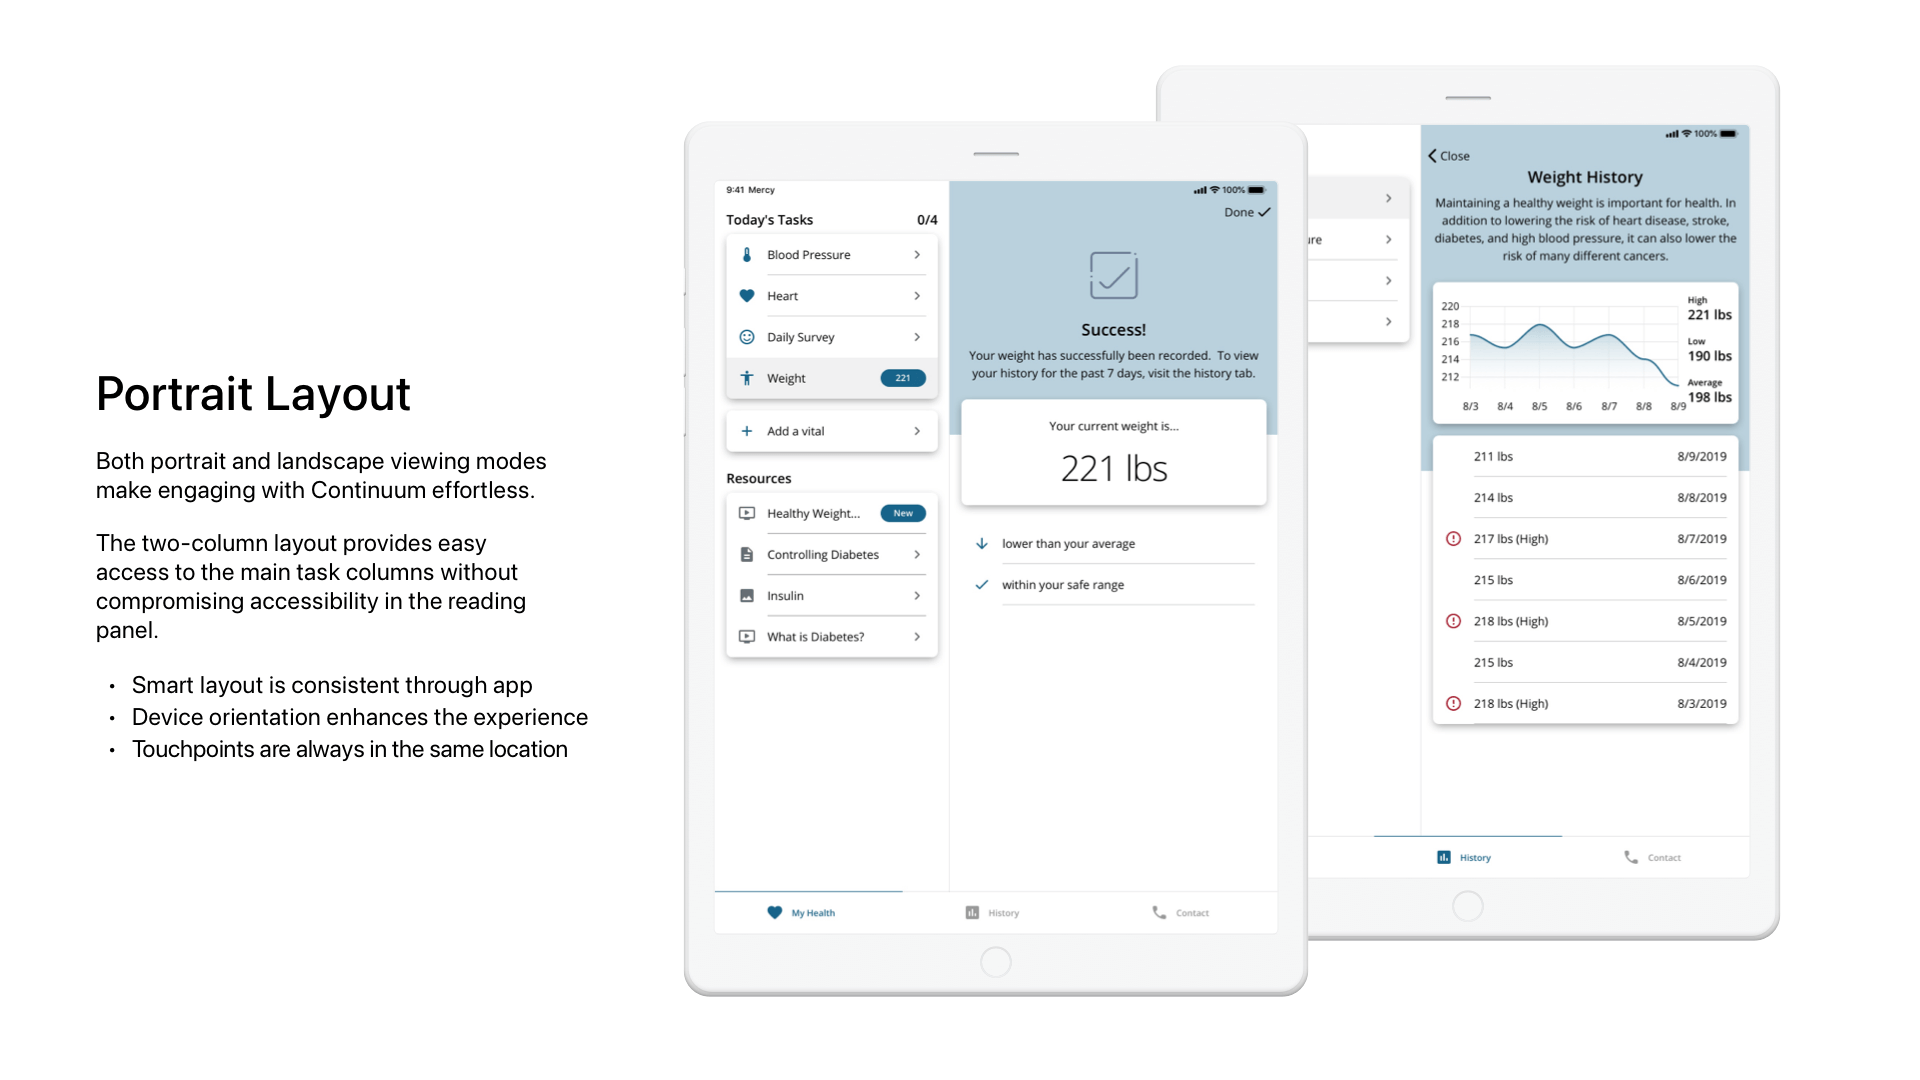 Portrait Layout
Both portrait and landscape viewing modes
make engaging with Continuum effortless.
The two-column layout provides easy
access to the main task columns without
compromising accessibility in the reading
panel.
• Smart layout is consistent through app
• Device orientation enhances the experience
• Touchpoints are always in the same location
9:41 Mercy
Today's Tasks 0/4
Blood Pressure
Heart
Daily Survey
Weight 221
Add a vital
Resources
Healthy Weight... New
Controlling Diabetes
Insulin
What is Diabetes?
100%
Done
Success!
Your weight has successfully been recorded. To view
your history for the past 7 days, visit the history tab.
Your current weight is...
221 lbs
lower than your average
within your safe range
My Health History Contact
ure
100%
Close
Weight History
Maintaining a healthy weight is important for health. In
addition to lowering the risk of heart disease, stroke,
diabetes, and high blood pressure, it can also lower the
risk of many different cancers.
220
218
216
214
212
8/3 8/4 8/5 8/6 8/7 8/8 8/9
High
221 lbs
Low
190 lbs
Average
198 lbs
211 lbs 8/9/2019
214 lbs 8/8/2019
217 lbs (High) 8/7/2019
215 lbs 8/6/2019
218 lbs (High) 8/5/2019
215 lbs 8/4/2019
218 lbs (High) 8/3/2019
History Contact